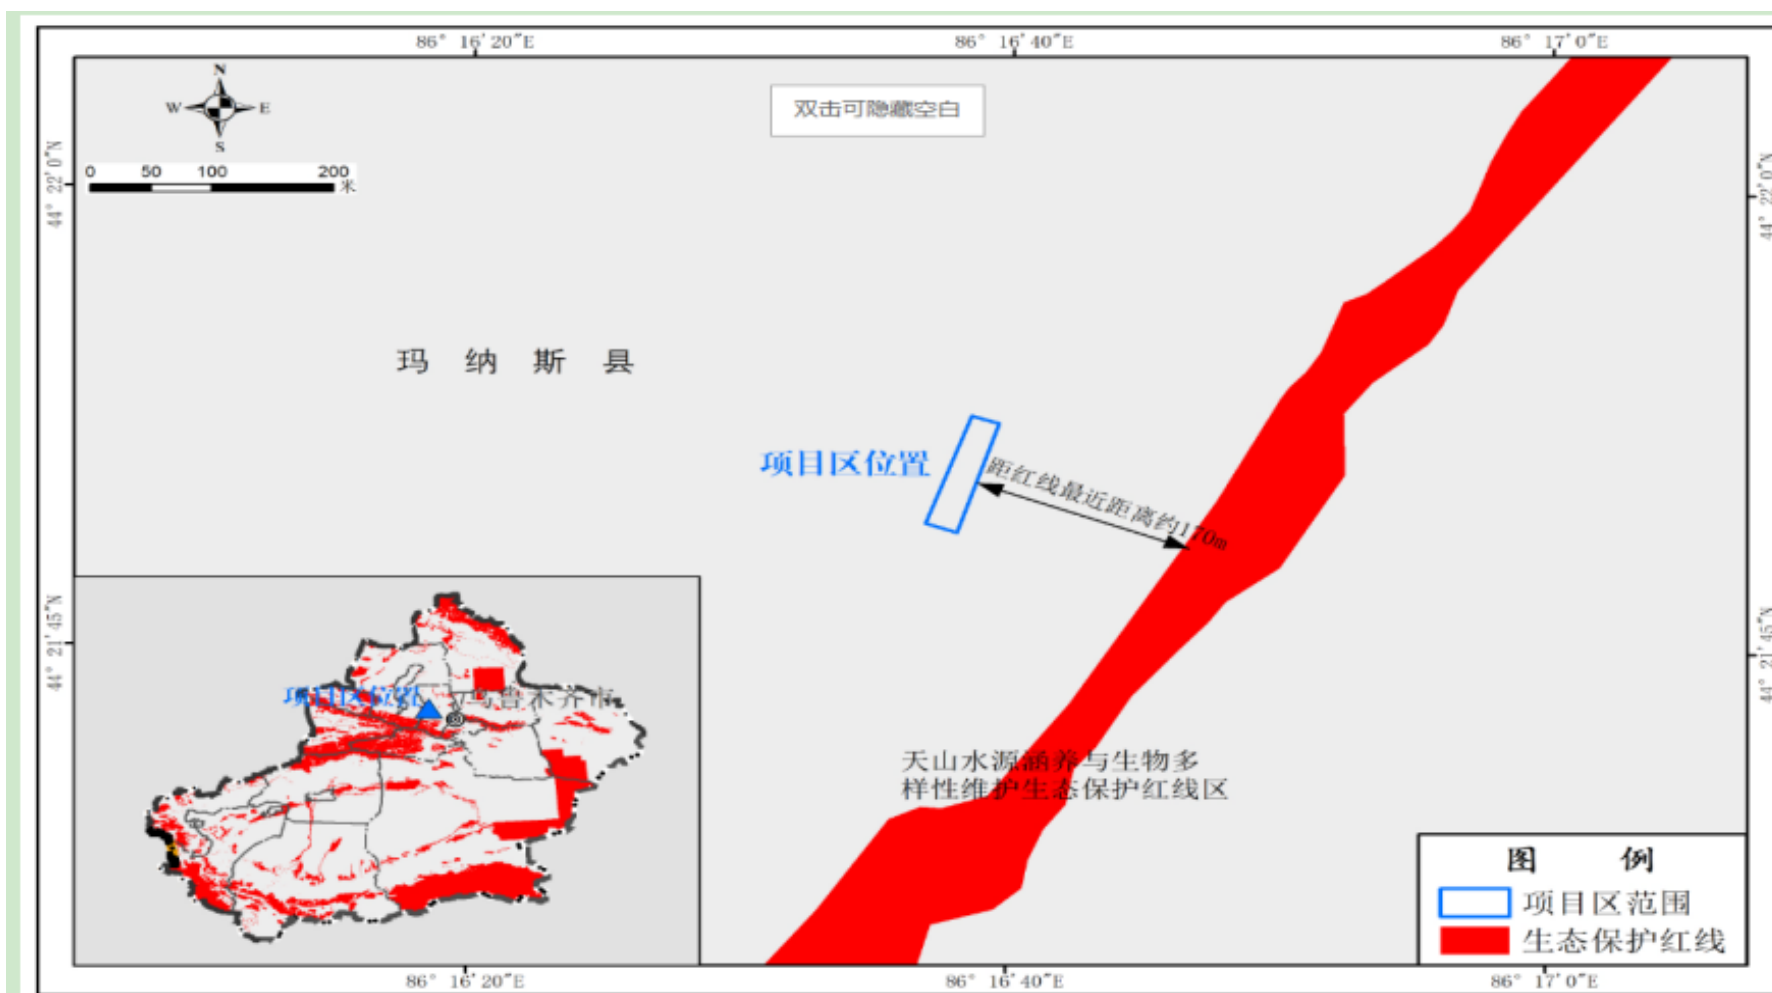 86° 16′20″E
86° 16′40″E
86° 17′0″E
N
W
E
S
双击可隐藏空白
0
50
100
200
米
44° 22′0″N
44° 22′0″N
玛纳斯县
项目区位置
距红线最近距离约170m
44° 21′45″N
44° 21′45″N
项目区位置
乌鲁木齐市
天山水源涵养与生物多
样性维护生态保护红线区
图例
项目区范围
生态保护红线
86° 16′20″E
86° 16′40″E
86° 17′0″E